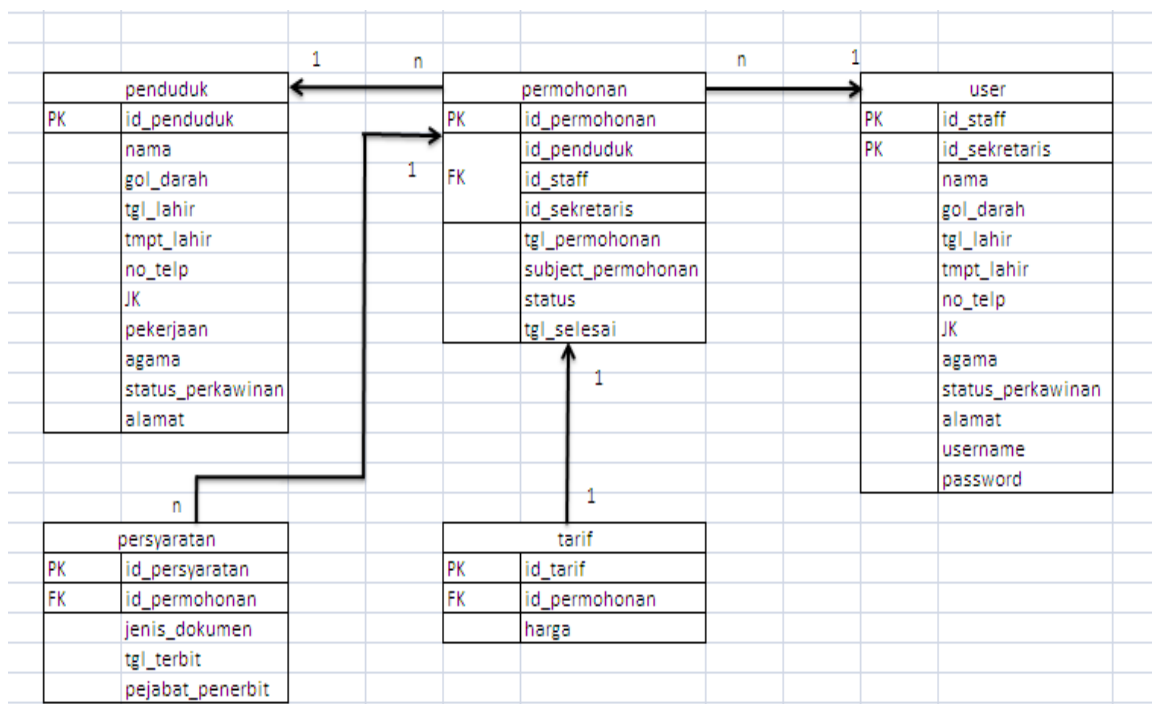 1 n n 1
penduduk
PK id_penduduk
nama
gol_darah
tgl_lahir
tmpt_lahir
no_telp
JK
pekerjaan
agama
status_perkawinan
alamat
permohonan
PK id_permohonan
id_penduduk
FK id_staff
id_sekretaris
tgl_permohonan
subject_permohonan
status
tgl_selesai
user
PK id_staff
PK id_sekretaris
nama
gol_darah
tgl_lahir
tmpt_lahir
no_telp
JK
agama
status_perkawinan
alamat
username
password
1
1
1
n
persyaratan
PK id_persyaratan
FK id_permohonan
jenis_dokumen
tgl_terbit
pejabat_penerbit
tarif
PK id_tarif
FK id_permohonan
harga